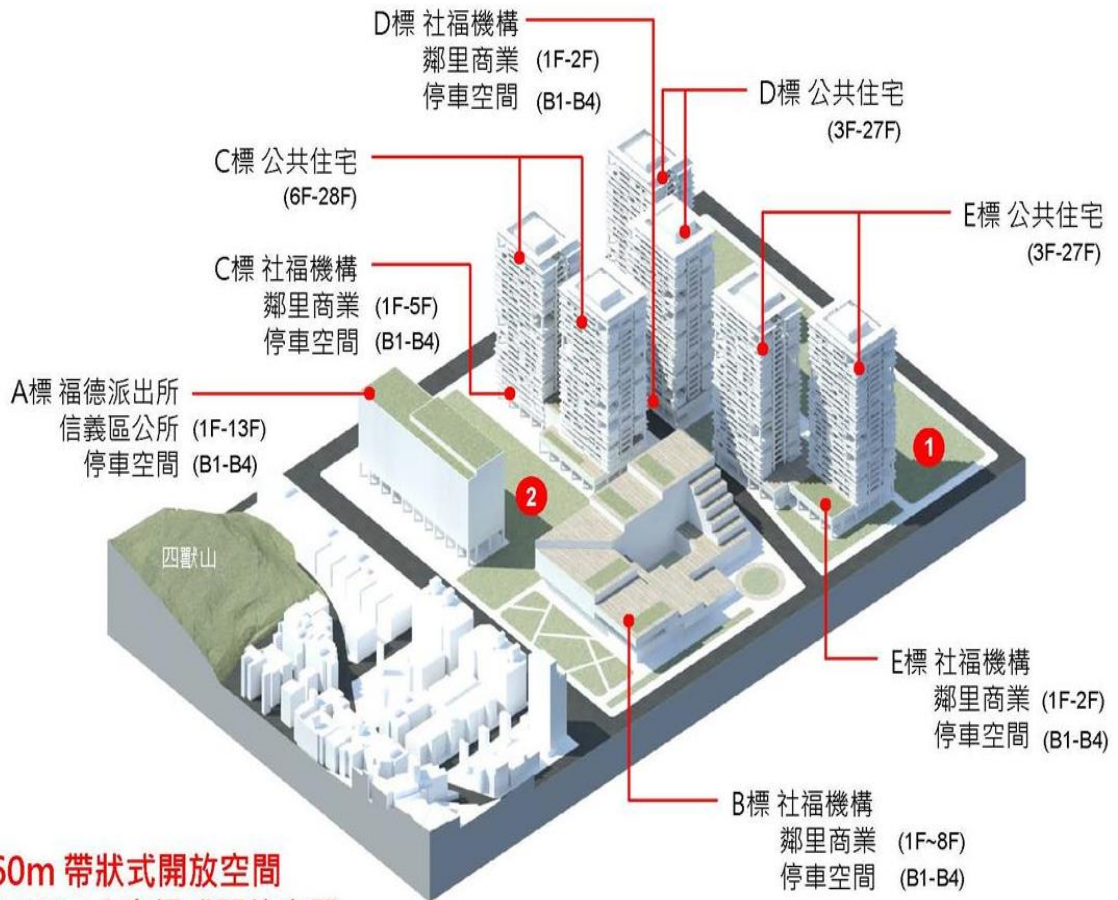 D標 社福機構
鄰里商業 (1F-2F)
停車空間 (B1-B4)
D標 公共住宅
(3F-27F)
C標 公共住宅
(6F-28F)
E標 公共住宅
(3F-27F)
C標 社福機構
鄰里商業 (1F-5F)
停車空間 (B1-B4)
A標 福德派出所
信義區公所 (1F-13F)
停車空間 (B1-B4)
1
2
四獸山
E標 社福機構
鄰里商業 (1F-2F)
停車空間 (B1-B4)
B標 社福機構
鄰里商業 (1F~8F)
停車空間 (B1-B4)
60m 帶狀式開放空間